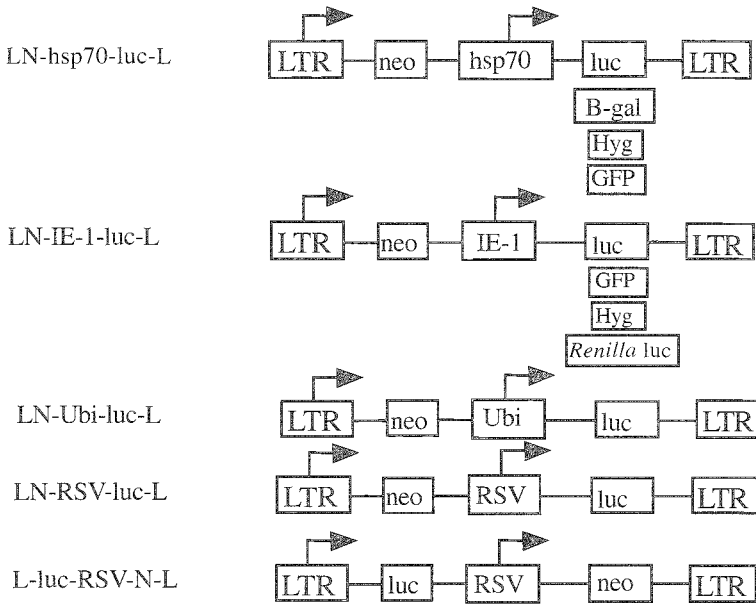 LN-hsp70-luc-L LTR neo hsp70 luc LTR
B-gal
Hyg
GFP
LN-IE-1-luc-L LTR neo IE-1 luc LTR
GFP
Hyg
Renilla luc
LN-Ubi-luc-L LTR neo Ubi luc LTR
LN-RSV-luc-L LTR neo RSV luc LTR
L-luc-RSV-N-L LTR luc RSV neo LTR